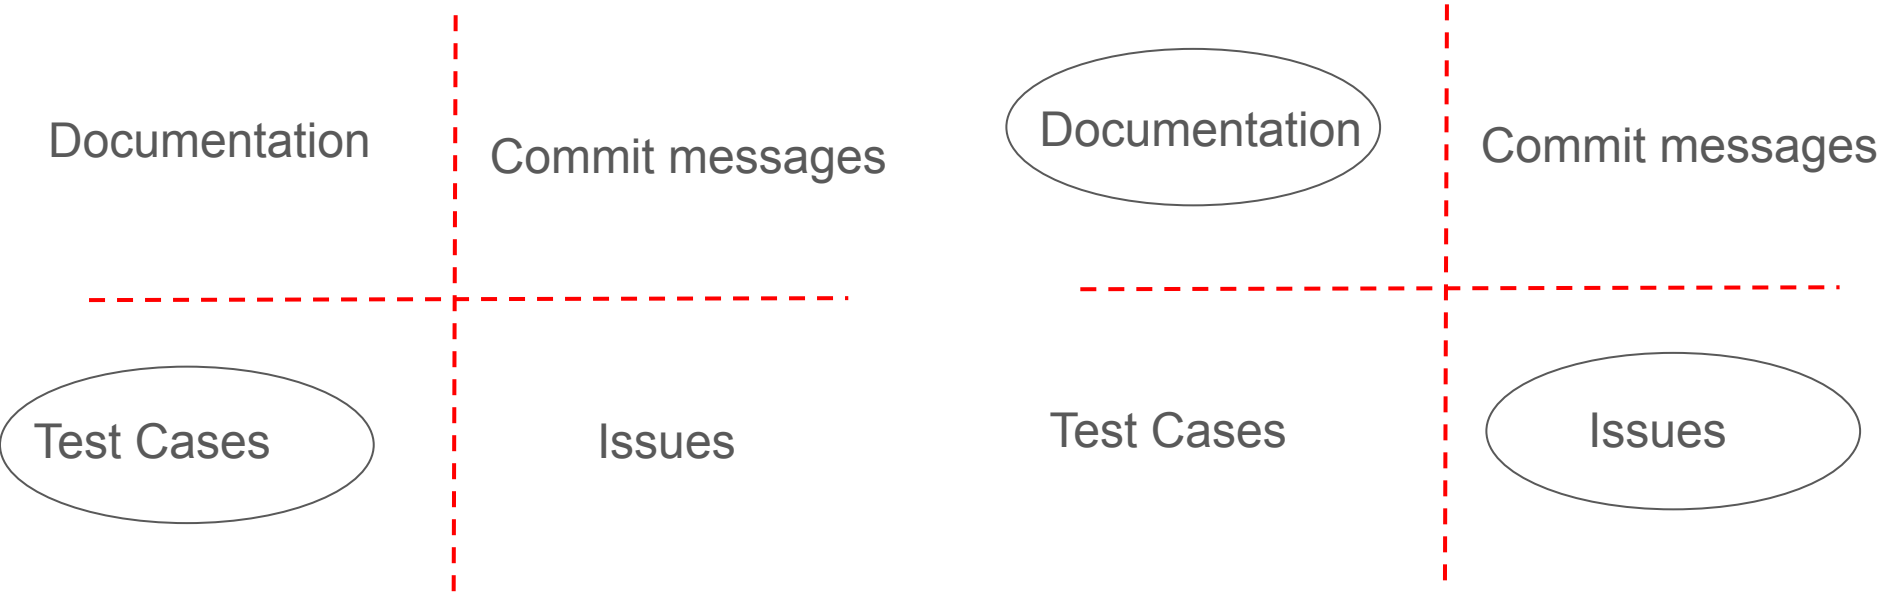 Documentation
Commit messages
Test Cases
Issues
Documentation
Commit messages
Test Cases
Issues